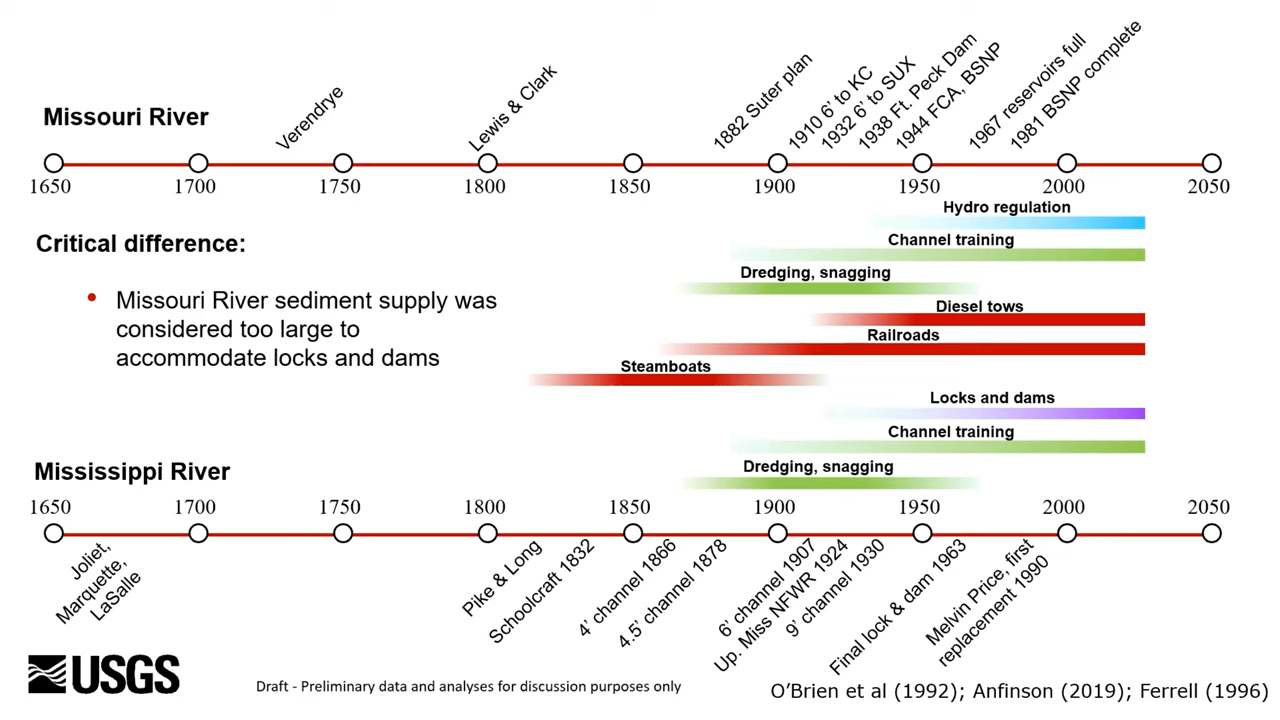 Missouri River
Verendrye
Lewis & Clark
1882 Suter plan
1910 6' to KC
1932 6' to SUX
1938 Ft. Peck Dam
1944 FCA, BSNP
1967 reservoirs full
1981 BSNP complete
1650 1700 1750 1800 1850 1900 1950 2000 2050
Hydro regulation
Critical difference:
Channel training
Dredging, snagging
• Missouri River sediment supply was
considered too large to
accommodate locks and dams
Diesel tows
Railroads
Steamboats
Locks and dams
Channel training
Dredging, snagging
Mississippi River
1650 1700 1750 1800 1850 1900 1950 2000 2050
Joliet,
Marquette,
LaSalle
Pike & Long
Schoolcraft 1832
4' channel 1866
4.5' channel 1878
6' channel 1907
Up. Miss NFWR 1924
9' channel 1930
Final lock & dam 1963
Melvin Price, first
replacement 1990
USGS
Draft - Preliminary data and analyses for discussion purposes only
O'Brien et al (1992); Anfinson (2019); Ferrell (1996)